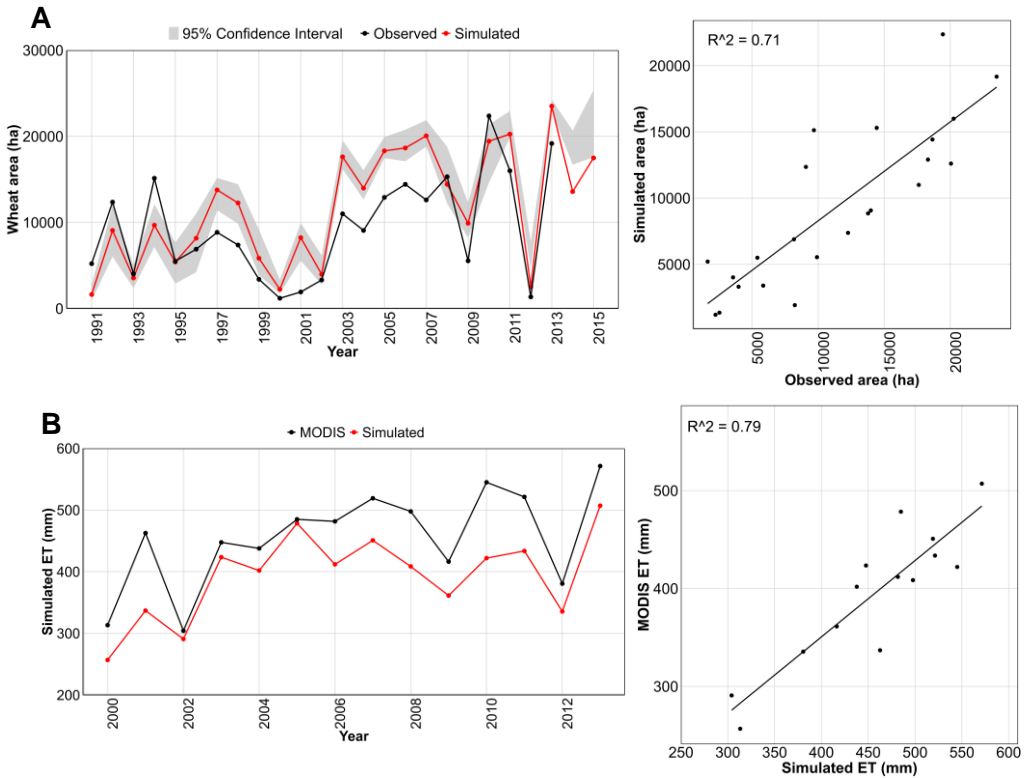 A
95% Confidence Interval Observed Simulated
Wheat area (ha)
30000
20000
10000
0
1991 1993 1995 1997 1999 2001 2003 2005 2007 2009 2011 2013 2015
Year
R^2 = 0.71
Simulated area (ha)
20000
15000
10000
5000
5000 10000 15000 20000
Observed area (ha)
B
MODIS Simulated
Simulated ET (mm)
600
500
400
300
200
2000 2002 2004 2006 2008 2010 2012
Year
R^2 = 0.79
MODIS ET (mm)
500
400
300
250 300 350 400 450 500 550 600
Simulated ET (mm)